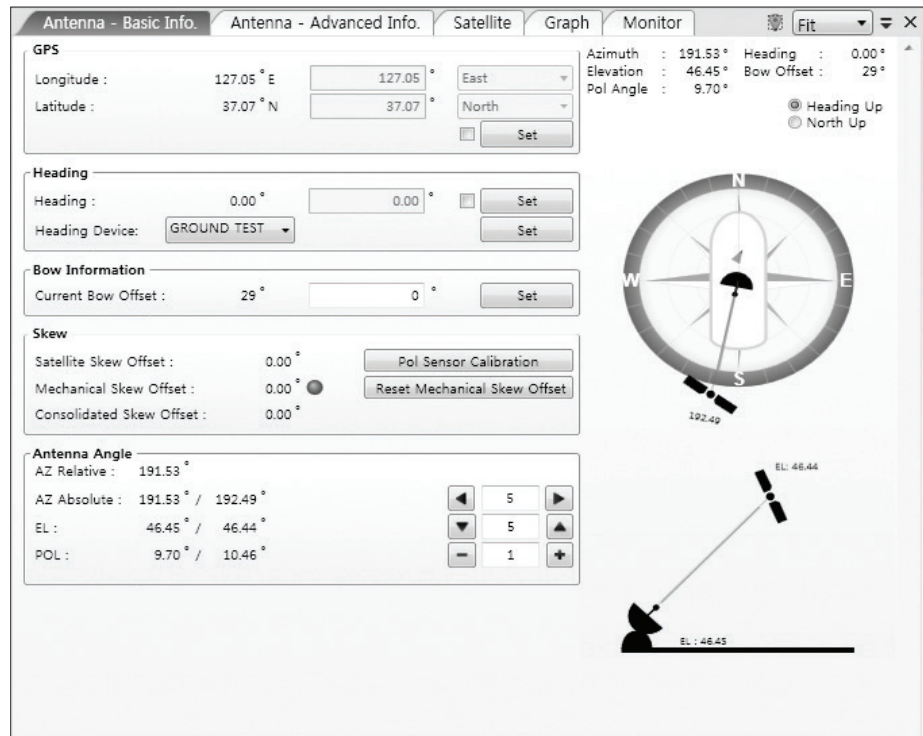 Antenna - Basic Info. Antenna - Advanced Info. Satellite Graph Monitor Fit
GPS
Longitude : 127.05 ° E 127.05 ° East
Latitude : 37.07 ° N 37.07 ° North
Set
Heading
Heading : 0.00 ° 0.00 ° Set
Heading Device: GROUND TEST Set
Bow Information
Current Bow Offset : 29 ° 0 ° Set
Skew
Satellite Skew Offset : 0.00 ° Pol Sensor Calibration
Mechanical Skew Offset : 0.00 ° Reset Mechanical Skew Offset
Consolidated Skew Offset : 0.00 °
Antenna Angle
AZ Relative : 191.53 °
AZ Absolute : 191.53 ° / 192.49 ° 5
EL : 46.45 ° / 46.44 ° 5
POL : 9.70 ° / 10.46 ° - 1 +
Azimuth : 191.53 ° Heading : 0.00 °
Elevation : 46.45 ° Bow Offset : 29 °
Pol Angle : 9.70 °
Heading Up
North Up
N
W
E
S
192.49
EL: 46.44
EL : 46.45